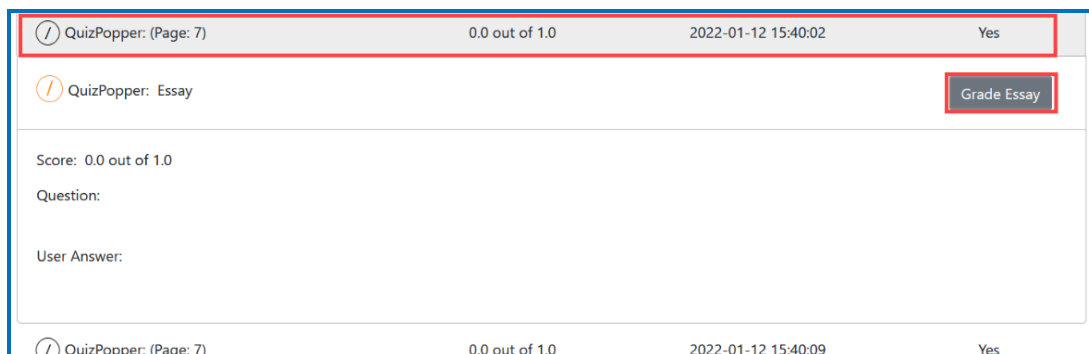 QuizPopper: (Page: 7) 0.0 out of 1.0 2022-01-12 15:40:02 Yes
QuizPopper: Essay Grade Essay
Score: 0.0 out of 1.0
Question:
User Answer:
QuizPopper: (Page: 7) 0.0 out of 1.0 2022-01-12 15:40:09 Yes